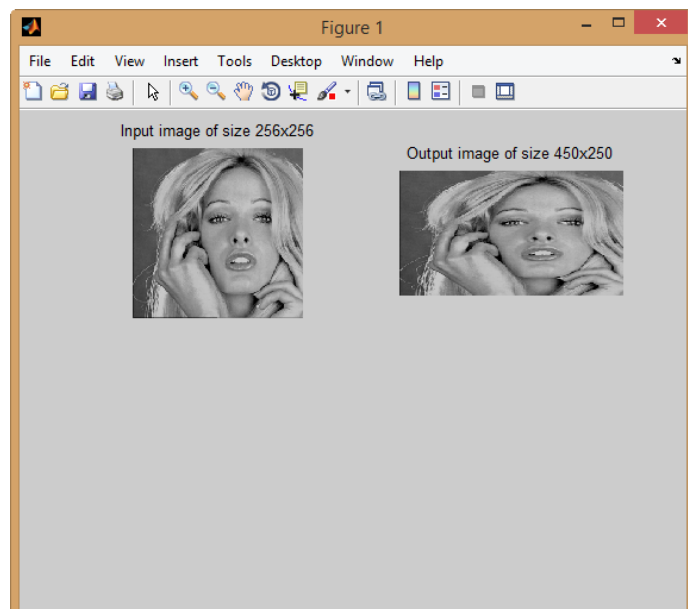 Figure 1
File Edit View Insert Tools Desktop Window Help
Input image of size 256x256
Output image of size 450x250